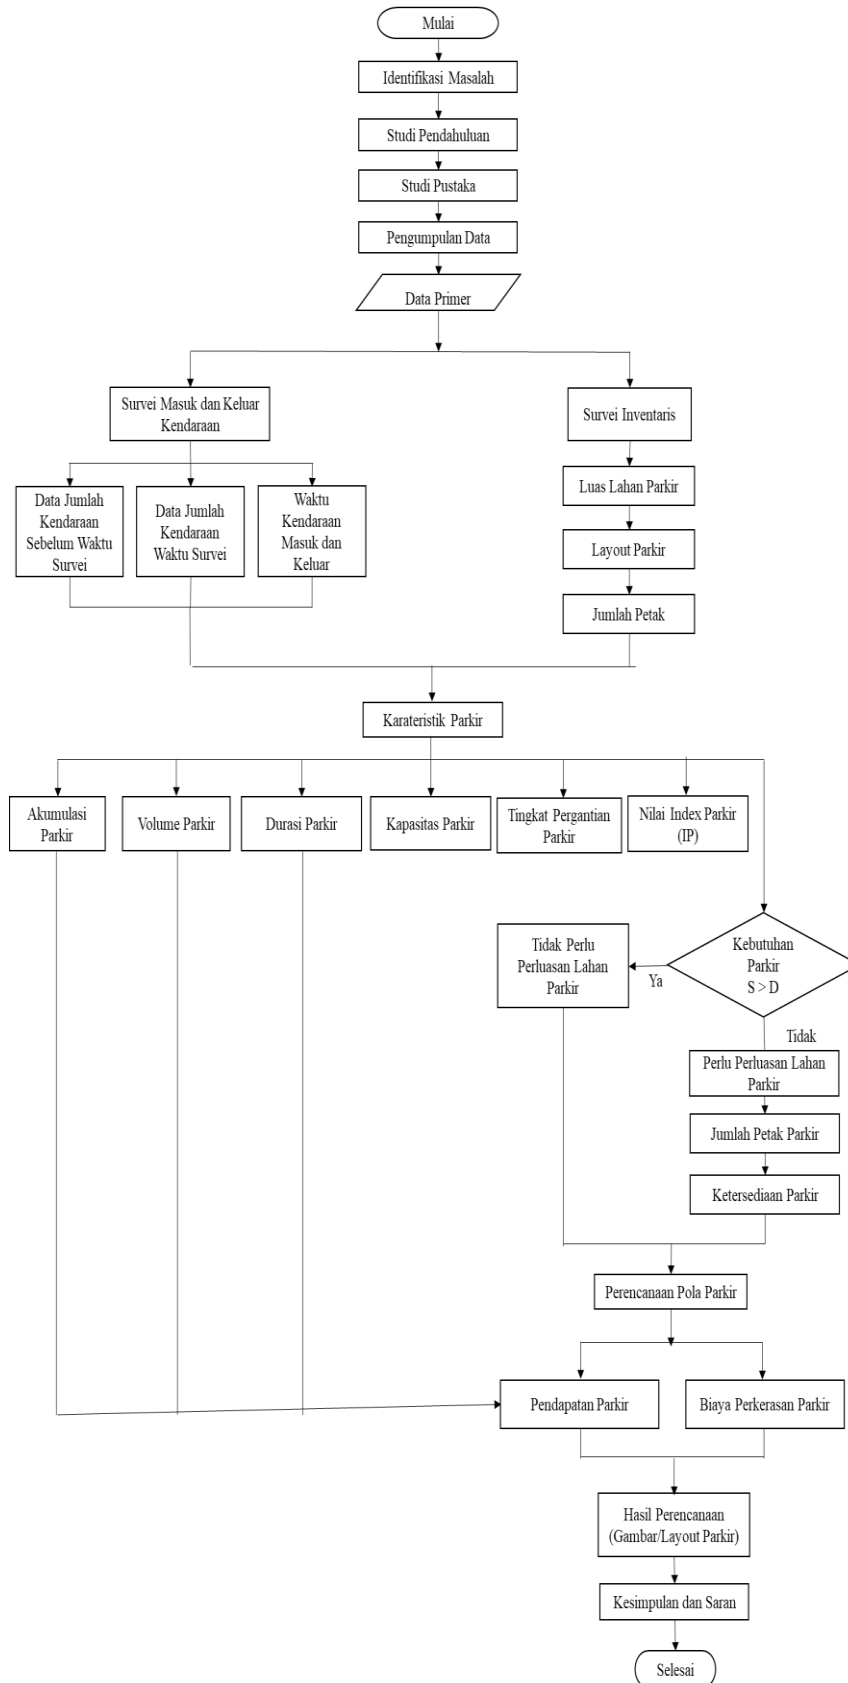 Mulai
Identifikasi Masalah
Studi Pendahuluan
Studi Pustaka
Pengumpulan Data
Data Primer
Survei Masuk dan Keluar
Kendaraan
Survei Inventaris
Data Jumlah
Kendaraan
Sebelum Waktu
Survei
Data Jumlah
Kendaraan
Waktu Survei
Waktu
Kendaraan
Masuk dan
Keluar
Luas Lahan Parkir
Layout Parkir
Jumlah Petak
Karateristik Parkir
Akumulasi
Parkir
Volume Parkir
Durasi Parkir
Kapasitas Parkir
Tingkat Pergantian
Parkir
Nilai Index Parkir
(IP)
Kebutuhan
Parkir
S > D
Ya
Tidak Perlu
Perluasan Lahan
Parkir
Tidak
Perlu Perluasan Lahan
Parkir
Jumlah Petak Parkir
Ketersediaan Parkir
Perencanaan Pola Parkir
Pendapatan Parkir
Biaya Perkerasan Parkir
Hasil Perencanaan
(Gambar/Layout Parkir)
Kesimpulan dan Saran
Selesai